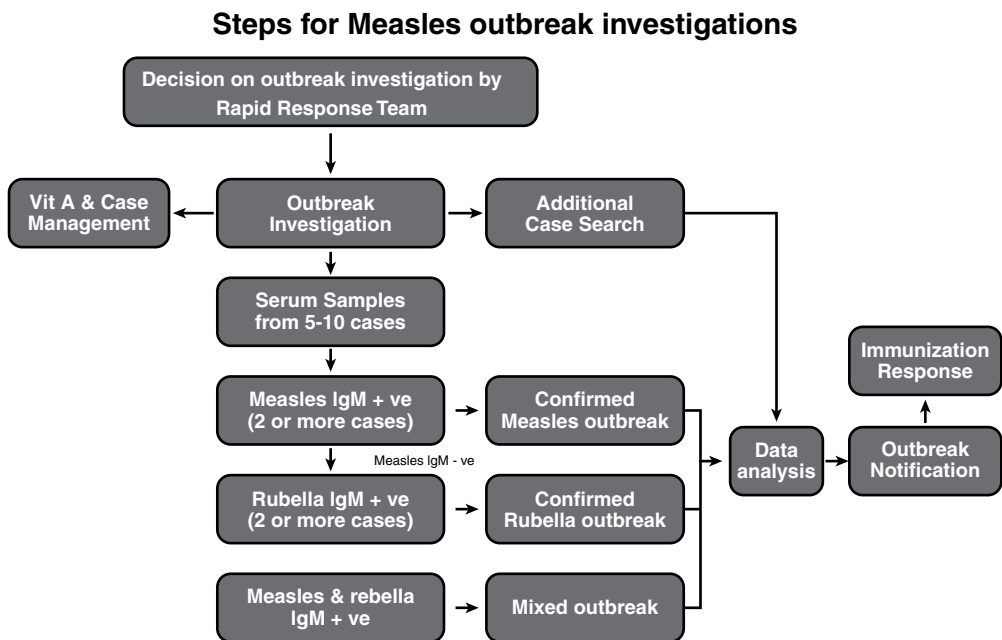 Steps for Measles outbreak investigations
Decision on outbreak investigation by
Rapid Response Team
Vit A & Case
Management
Outbreak
Investigation
Additional
Case Search
Serum Samples
from 5-10 cases
Immunization
Response
Measles IgM + ve
(2 or more cases)
Confirmed
Measles outbreak
Measles IgM - ve
Data
analysis
Outbreak
Notification
Rubella IgM + ve
(2 or more cases)
Confirmed
Rubella outbreak
Measles & rebella
IgM + ve
Mixed outbreak